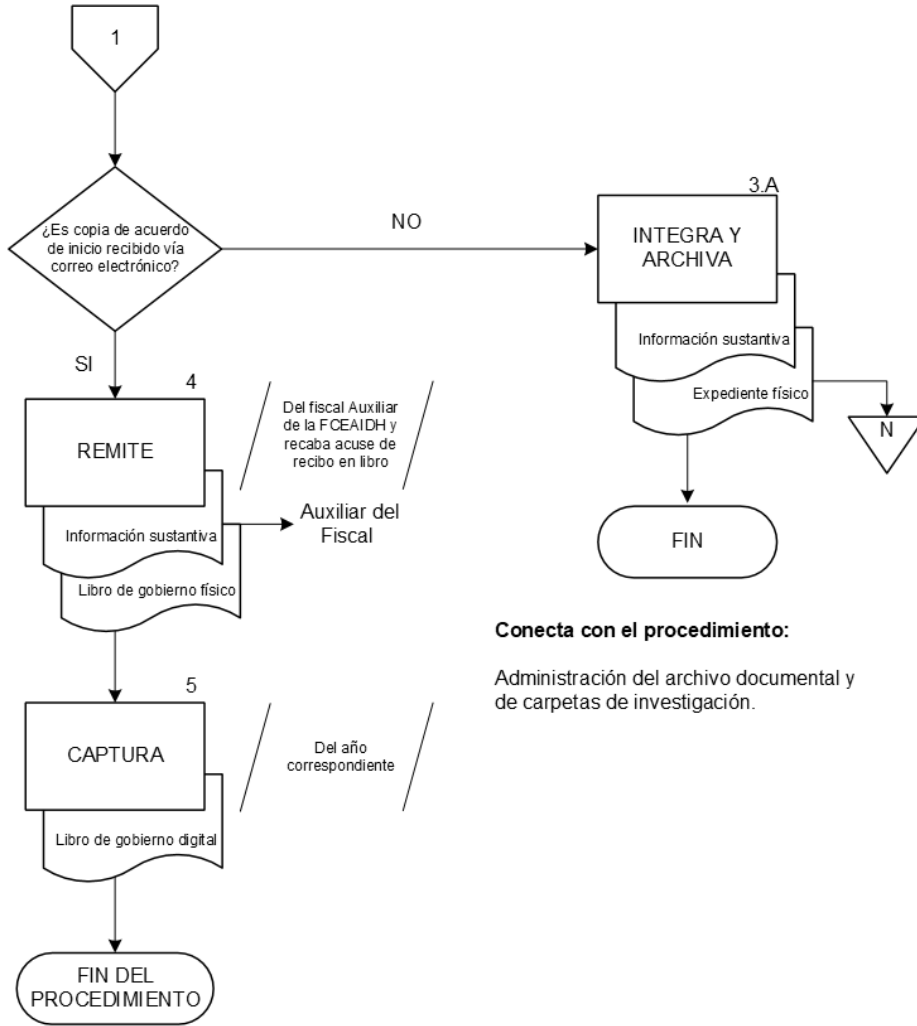 1
¿Es copia de acuerdo
de inicio recibido vía
correo electrónico?
NO
3.A
INTEGRA Y
ARCHIVA
Información sustantiva
Expediente físico
N
FIN
SI
4
REMITE
Del fiscal Auxiliar
de la FCEAIDH y
recaba acuse de
recibo en libro
Información sustantiva
Auxiliar del
Fiscal
Libro de gobierno físico
Conecta con el procedimiento:
Administración del archivo documental y
de carpetas de investigación.
5
CAPTURA
Del año
correspondiente
Libro de gobierno digital
FIN DEL
PROCEDIMIENTO